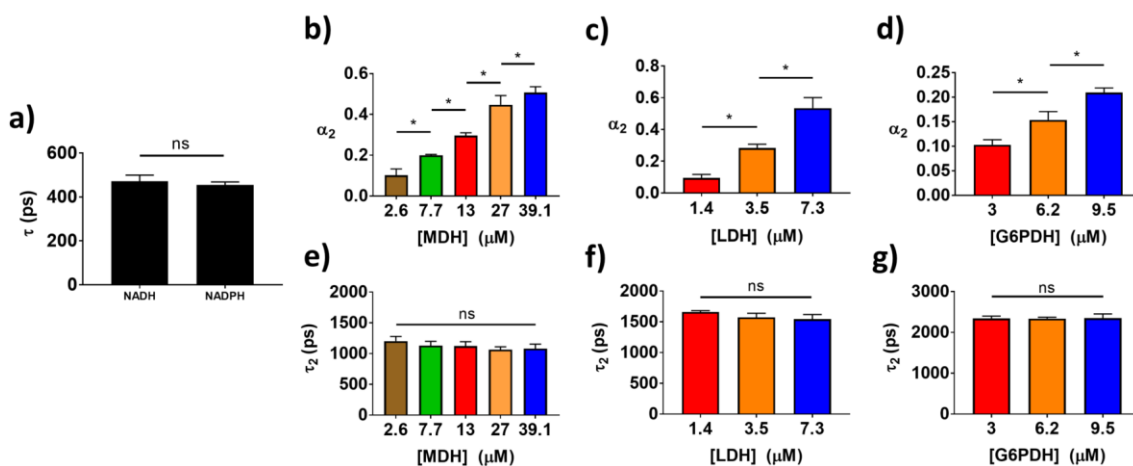 a)
τ (ps)
600
400
200
0
ns
NADH NADPH
b)
α2
0.6
0.4
0.2
0.0
* * * *
2.6 7.7 13 27 39.1
[MDH] (μM)
c)
α2
0.8
0.6
0.4
0.2
0.0
* *
1.4 3.5 7.3
[LDH] (μM)
d)
α2
0.25
0.20
0.15
0.10
0.05
0.00
* *
3 6.2 9.5
[G6PDH] (μM)
e)
τ2 (ps)
2000
1500
1000
500
0
ns
2.6 7.7 13 27 39.1
[MDH] (μM)
f)
τ2 (ps)
2000
1500
1000
500
0
ns
1.4 3.5 7.3
[LDH] (μM)
g)
τ2 (ps)
3000
2000
1000
0
ns
3 6.2 9.5
[G6PDH] (μM)